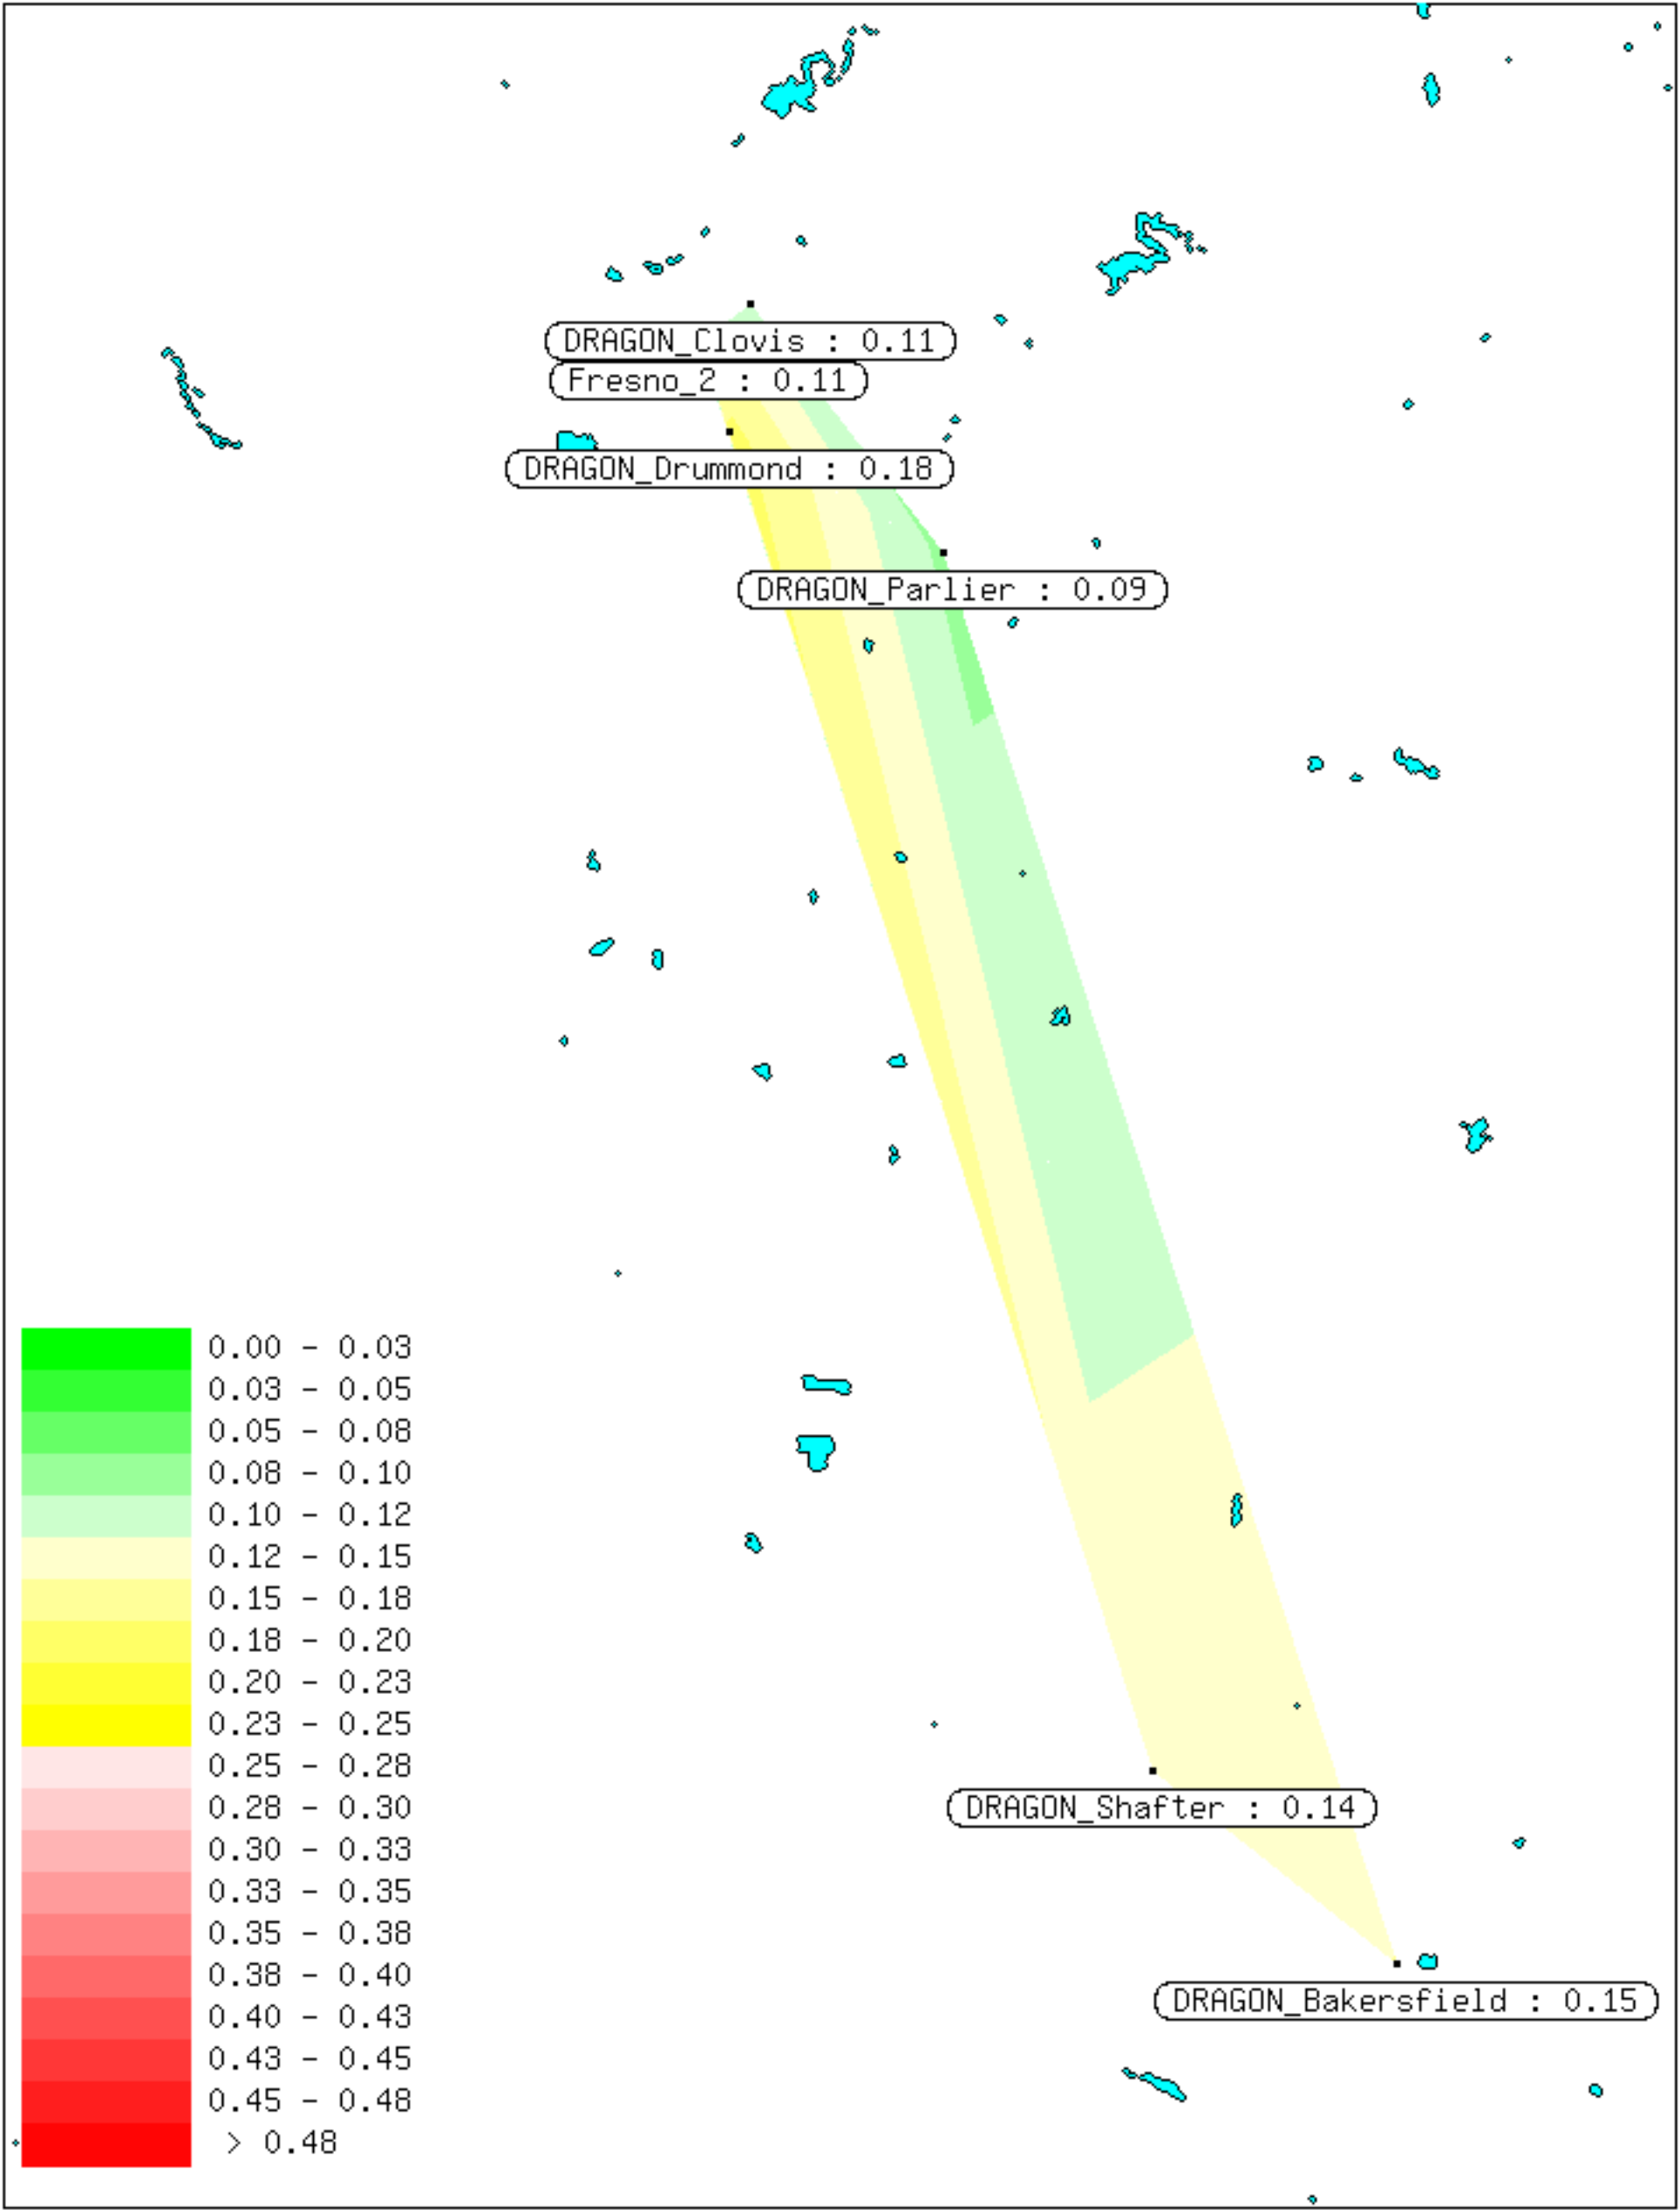 DRAGON_Clovis : 0.11
Fresno_2 : 0.11
DRAGON_Drummond : 0.18
DRAGON_Parlier : 0.09
0.00 - 0.03
0.03 - 0.05
0.05 - 0.08
0.08 - 0.10
0.10 - 0.12
0.12 - 0.15
0.15 - 0.18
0.18 - 0.20
0.20 - 0.23
0.23 - 0.25
0.25 - 0.28
0.28 - 0.30
0.30 - 0.33
0.33 - 0.35
0.35 - 0.38
0.38 - 0.40
0.40 - 0.43
0.43 - 0.45
0.45 - 0.48
> 0.48
DRAGON_Shafter : 0.14
DRAGON_Bakersfield : 0.15